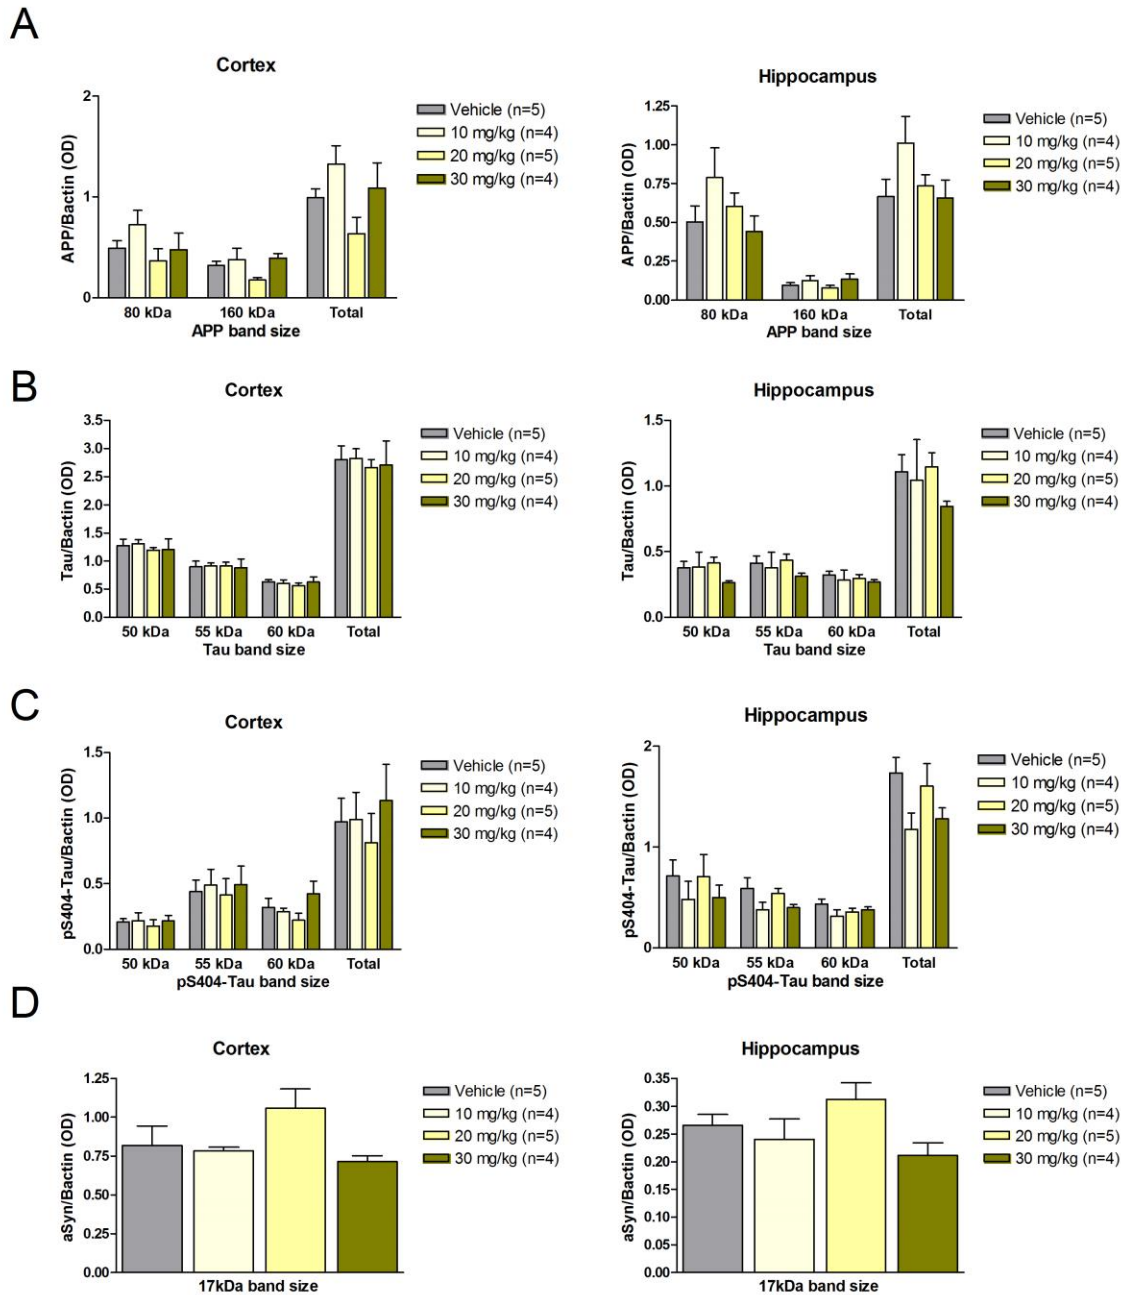 A
Cortex
APP/Bactin (OD)
2
1
0
80 kDa 160 kDa Total
APP band size
Vehicle (n=5)
10 mg/kg (n=4)
20 mg/kg (n=5)
30 mg/kg (n=4)
Hippocampus
APP/Bactin (OD)
1.25
1.00
0.75
0.50
0.25
0.00
80 kDa 160 kDa Total
APP band size
Vehicle (n=5)
10 mg/kg (n=4)
20 mg/kg (n=5)
30 mg/kg (n=4)
B
Cortex
Tau/Bactin (OD)
3.5
3.0
2.5
2.0
1.5
1.0
0.5
0.0
50 kDa 55 kDa 60 kDa Total
Tau band size
Vehicle (n=5)
10 mg/kg (n=4)
20 mg/kg (n=5)
30 mg/kg (n=4)
Hippocampus
Tau/Bactin (OD)
1.5
1.0
0.5
0.0
50 kDa 55 kDa 60 kDa Total
Tau band size
Vehicle (n=5)
10 mg/kg (n=4)
20 mg/kg (n=5)
30 mg/kg (n=4)
C
Cortex
pS404-Tau/Bactin (OD)
1.5
1.0
0.5
0.0
50 kDa 55 kDa 60 kDa Total
pS404-Tau band size
Vehicle (n=5)
10 mg/kg (n=4)
20 mg/kg (n=5)
30 mg/kg (n=4)
Hippocampus
pS404-Tau/Bactin (OD)
2
1
0
50 kDa 55 kDa 60 kDa Total
pS404-Tau band size
Vehicle (n=5)
10 mg/kg (n=4)
20 mg/kg (n=5)
30 mg/kg (n=4)
D
Cortex
aSyn/Bactin (OD)
1.25
1.00
0.75
0.50
0.25
0.00
17kDa band size
Vehicle (n=5)
10 mg/kg (n=4)
20 mg/kg (n=5)
30 mg/kg (n=4)
Hippocampus
aSyn/Bactin (OD)
0.35
0.30
0.25
0.20
0.15
0.10
0.05
0.00
17kDa band size
Vehicle (n=5)
10 mg/kg (n=4)
20 mg/kg (n=5)
30 mg/kg (n=4)